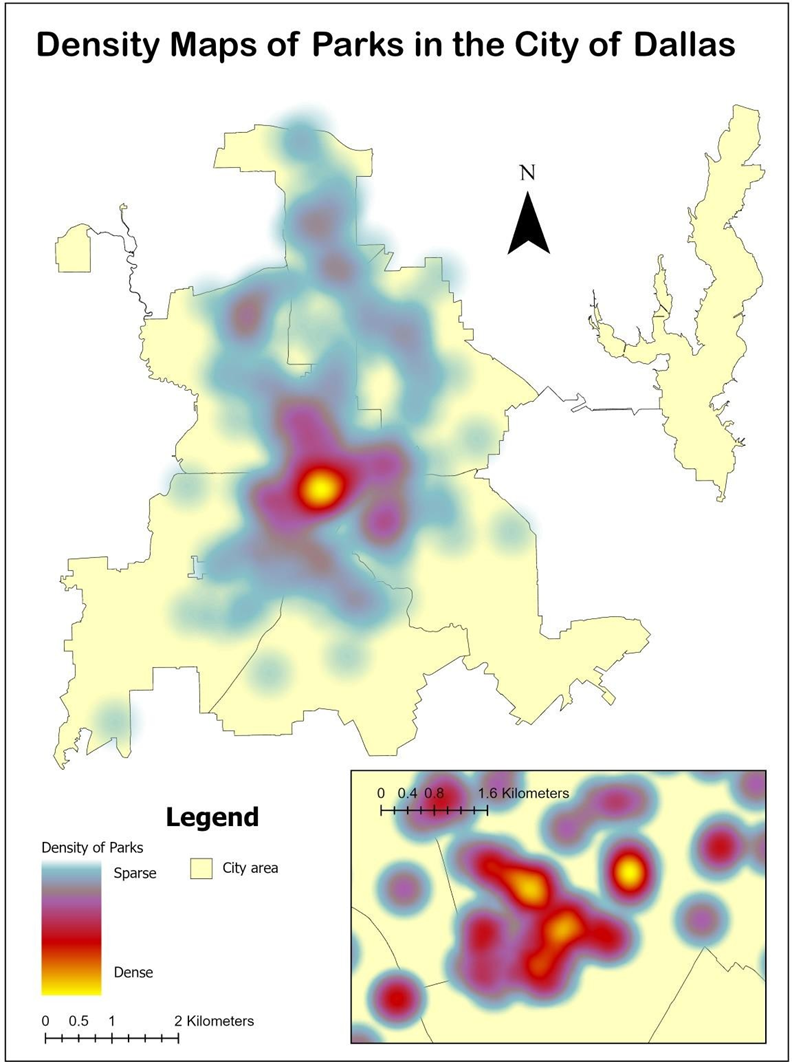 Density Maps of Parks in the City of Dallas
N
0 0.4 0.8 1.6 Kilometers
Legend
Density of Parks
Sparse
City area
Dense
0 0.5 1 2 Kilometers